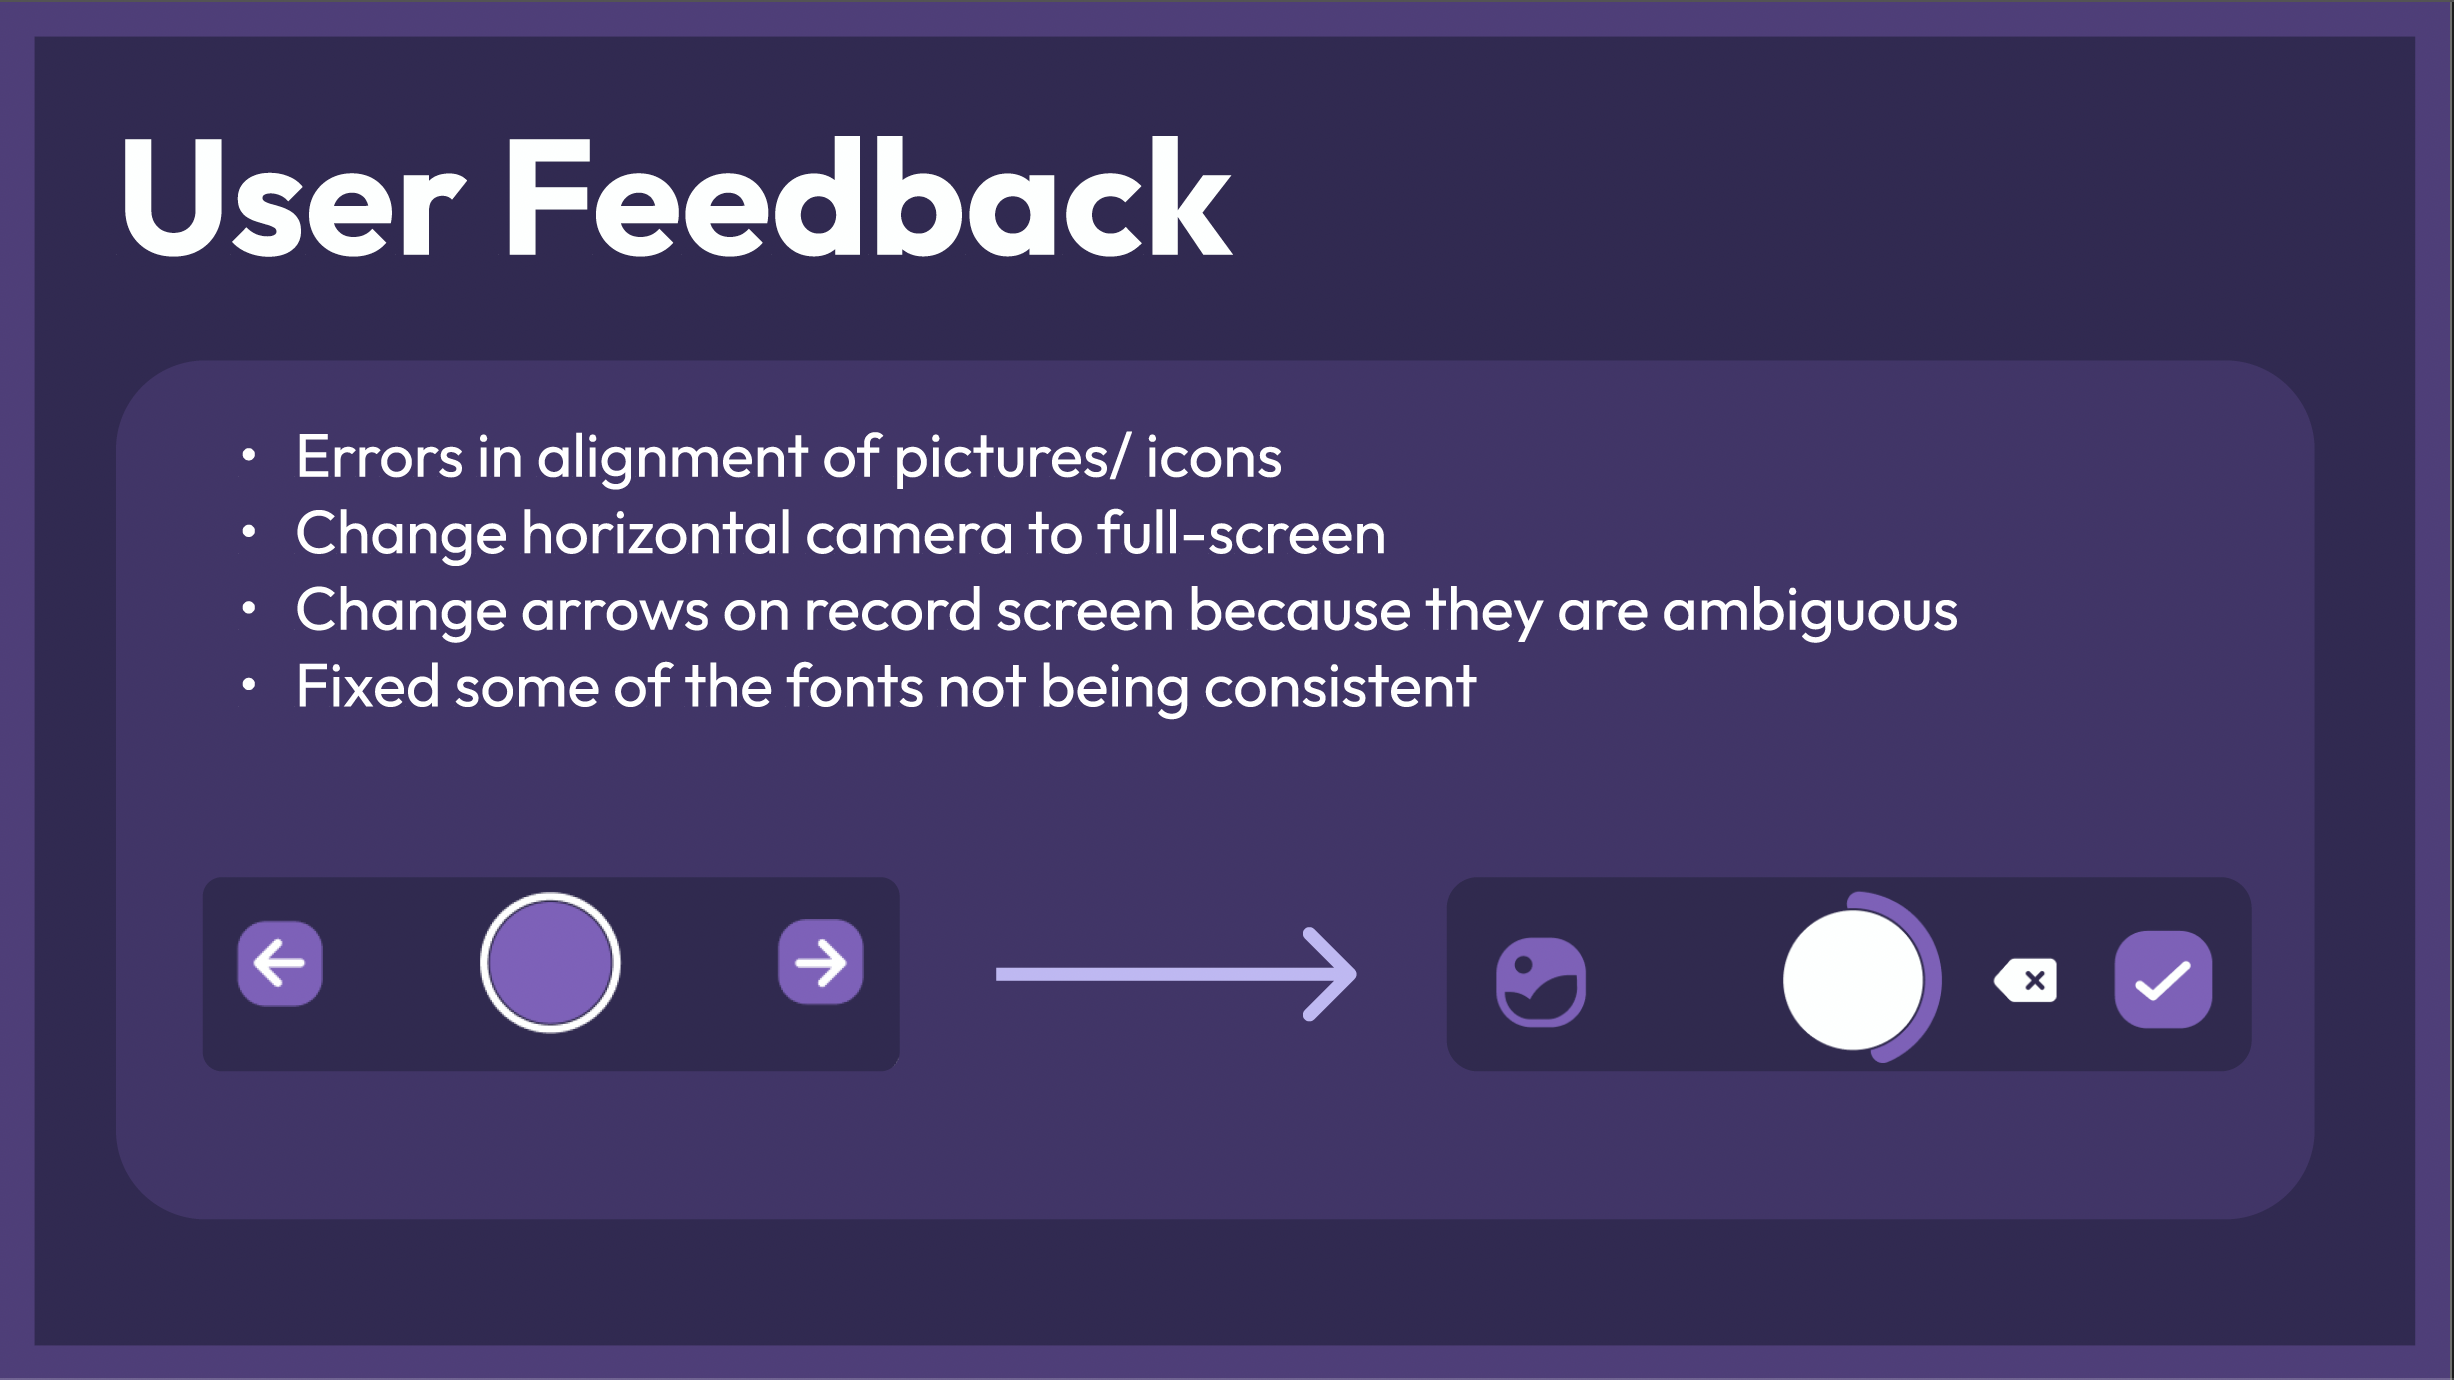 User Feedback
• Errors in alignment of pictures/ icons
• Change horizontal camera to full-screen
• Change arrows on record screen because they are ambiguous
• Fixed some of the fonts not being consistent